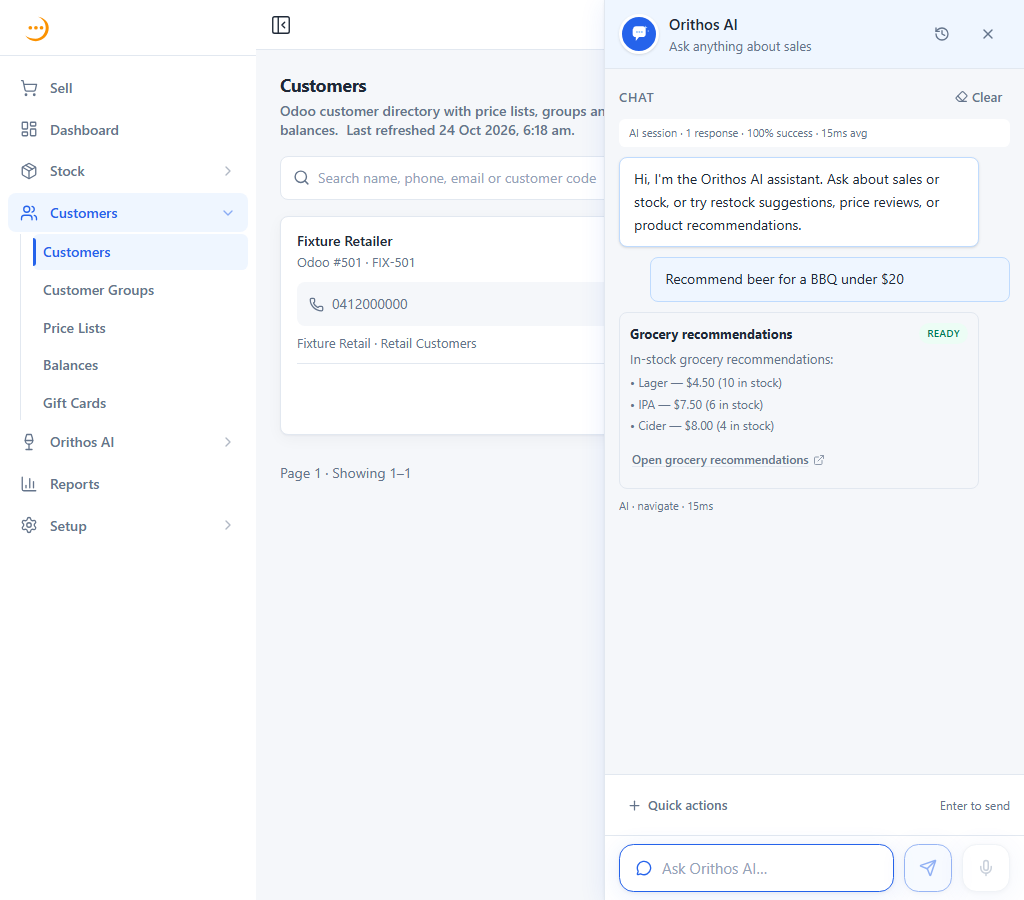 Sell
Dashboard
Stock
Customers
Customers
Customer Groups
Price Lists
Balances
Gift Cards
Orithos AI
Reports
Setup
Customers
Odoo customer directory with price lists, groups
balances.  Last refreshed 24 Oct 2026, 6:18 am.
Search name, phone, email or customer code
Fixture Retailer
Odoo #501 · FIX-501
0412000000
Fixture Retail · Retail Customers
Page 1 · Showing 1–1
Orithos AI
Ask anything about sales
CHAT
Clear
AI session · 1 response · 100% success · 15ms avg
Hi, I'm the Orithos AI assistant. Ask about sales or
stock, or try restock suggestions, price reviews, or
product recommendations.
Recommend beer for a BBQ under $20
Grocery recommendations
READY
In-stock grocery recommendations:
• Lager — $4.50 (10 in stock)
• IPA — $7.50 (6 in stock)
• Cider — $8.00 (4 in stock)
Open grocery recommendations
AI · navigate · 15ms
Quick actions
Enter to send
Ask Orithos AI...